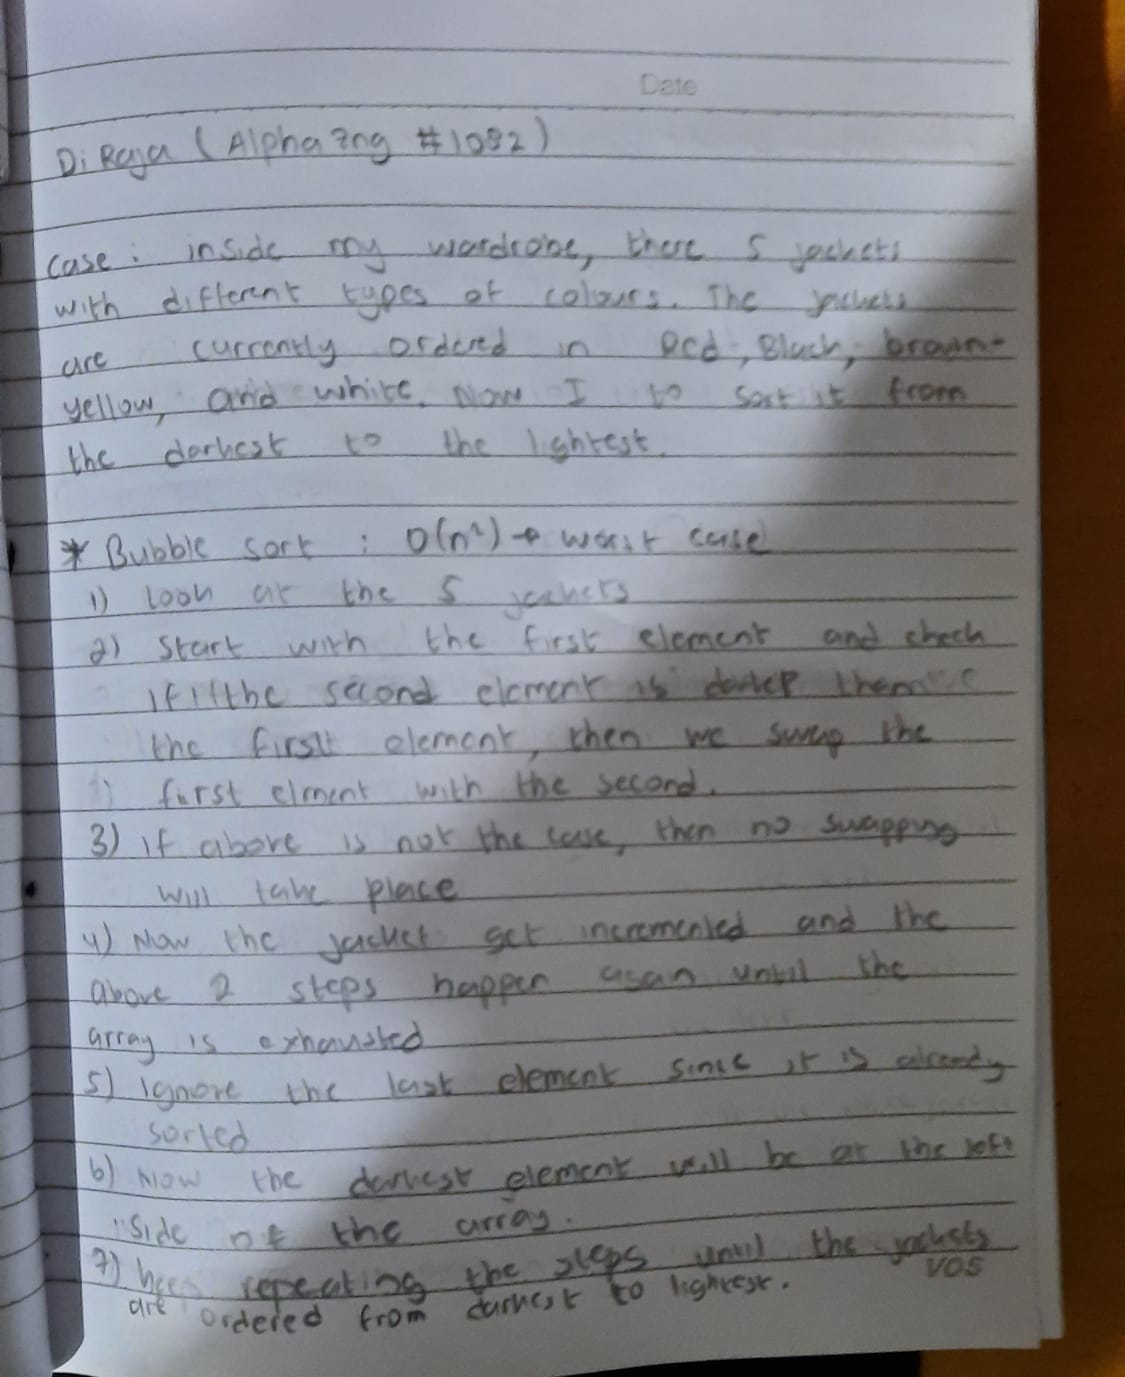 Date
Di Raja (Alpha Zng #1082)
case: inside my wardrobe, there 5 jackets
with different types of colours. The jackets
are currently ordered in Red, Black, brown
yellow, and white. Now I to sort it from
the darkest to the lightest.
* Bubble sort : O(n²) → worst case
1) Look at the 5 jackets
2) Start with the first element and check
if the second element is darker then
the first element, then we swap the
first elment with the second.
3) if above is not the case, then no swapping
will take place
4) Now the jacket get incremented and the
above 2 steps happen again until the
array is exhausted
5) Ignore the last element since it is already
sorted
6) Now the darkest element will be at the left
side of the array.
7) keep repeating the steps until the jackets
are ordered from darkest to lightest.
VOS